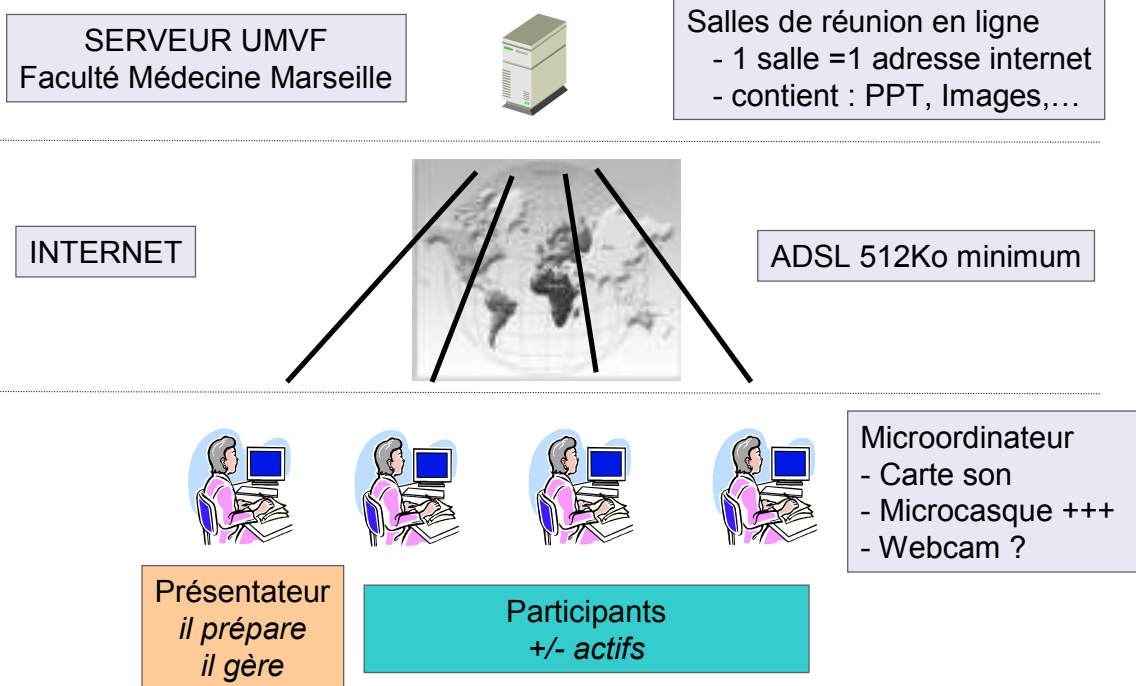 SERVEUR UMVF
Faculté Médecine Marseille
Salles de réunion en ligne
- 1 salle =1 adresse internet
- contient : PPT, Images,…
INTERNET
ADSL 512Ko minimum
Microordinateur
- Carte son
- Microcasque +++
- Webcam ?
Présentateur
il prépare
il gère
Participants
+/- actifs